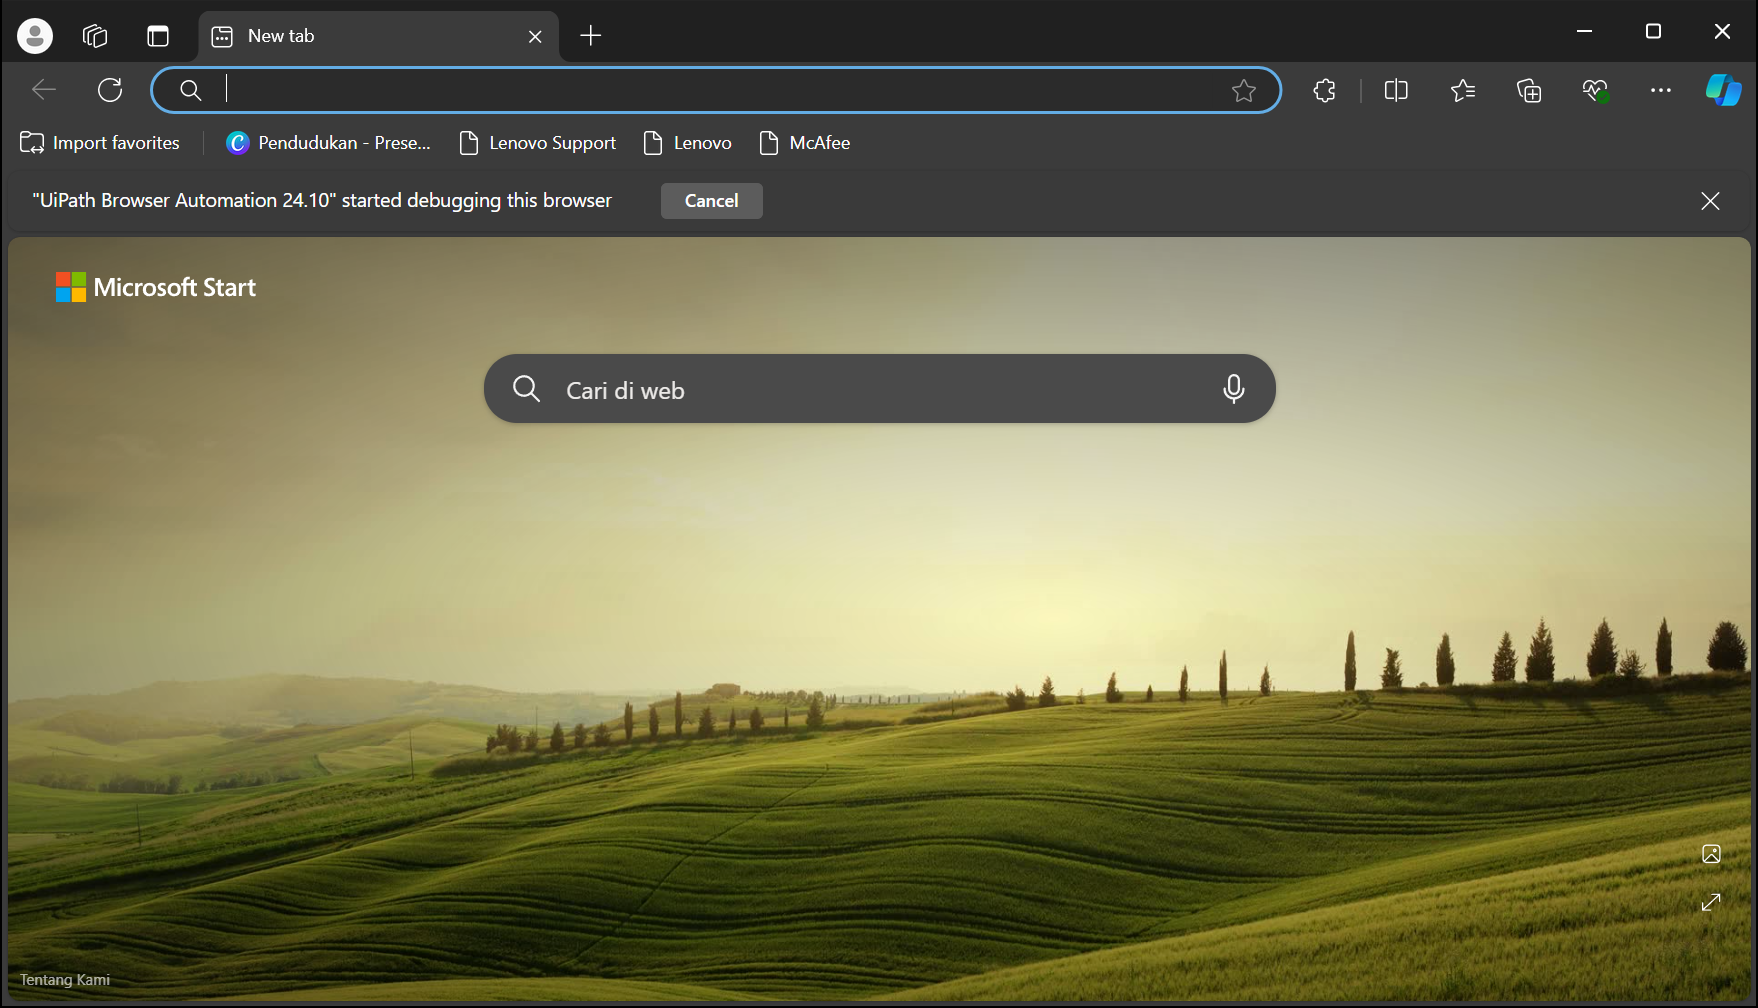 New tab
Import favorites
Pendudukan - Prese...
Lenovo Support
Lenovo
McAfee
"UiPath Browser Automation 24.10" started debugging this browser
Cancel
Microsoft Start
Cari di web
Tentang Kami